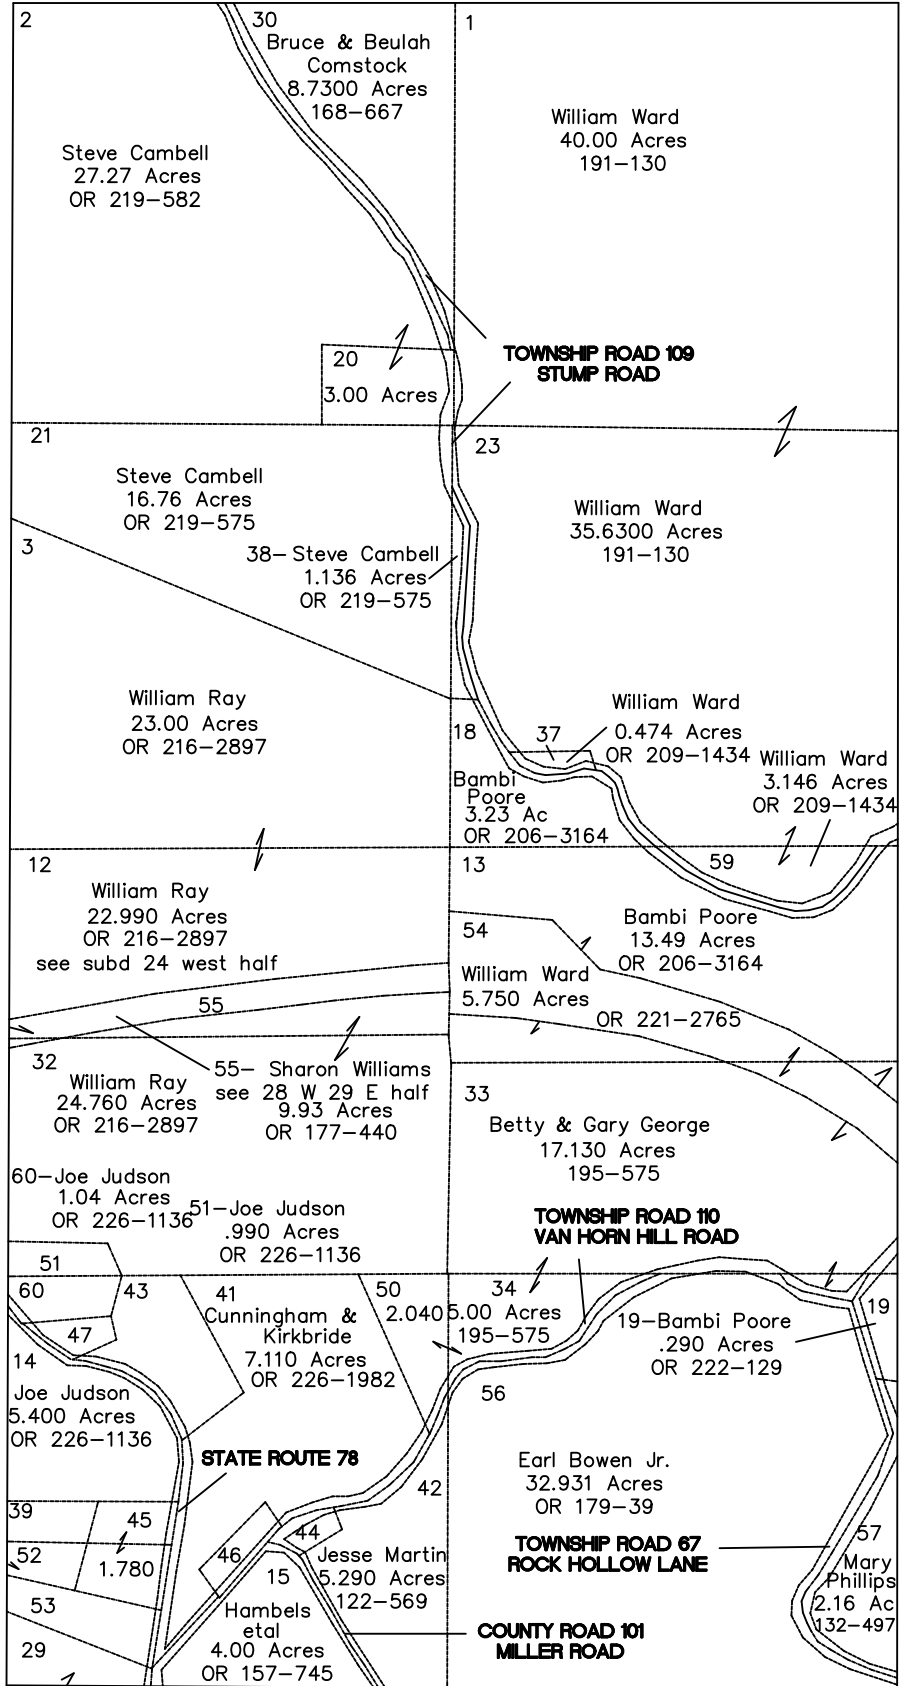 2
30
1
Bruce & Beulah
Comstock
8.7300 Acres
168-667
William Ward
40.00 Acres
191-130
Steve Cambell
27.27 Acres
OR 219-582
TOWNSHIP ROAD 109
STUMP ROAD
20
3.00 Acres
21
23
Steve Cambell
16.76 Acres
OR 219-575
William Ward
35.6300 Acres
191-130
3
38- Steve Cambell
1.136 Acres
OR 219-575
William Ray
23.00 Acres
OR 216-2897
18
37
William Ward
0.474 Acres
OR 209-1434
William Ward
3.146 Acres
OR 209-1434
Bambi
Poore
3.23 Ac
OR 206-3164
12
13
59
William Ray
22.990 Acres
OR 216-2897
see subd 24 west half
Bambi Poore
13.49 Acres
OR 206-3164
54
William Ward
5.750 Acres
OR 221-2765
55
32
William Ray
24.760 Acres
OR 216-2897
55- Sharon Williams
see 28 W 29 E half
9.93 Acres
OR 177-440
33
Betty & Gary George
17.130 Acres
195-575
60-Joe Judson
1.04 Acres
OR 226-1136
51-Joe Judson
.990 Acres
OR 226-1136
TOWNSHIP ROAD 110
VAN HORN HILL ROAD
51
60
43
41
50
34
2.040
5.00 Acres
195-575
19
Cunningham &
Kirkbride
7.110 Acres
OR 226-1982
19-Bambi Poore
.290 Acres
OR 222-129
47
14
Joe Judson
5.400 Acres
OR 226-1136
56
STATE ROUTE 78
Earl Bowen Jr.
32.931 Acres
OR 179-39
42
39
45
52
1.780
44
46
TOWNSHIP ROAD 67
ROCK HOLLOW LANE
57
Mary
Phillips
2.16 Ac
132-497
15
Jesse Martin
5.290 Acres
122-569
53
29
Hambels
etal
4.00 Acres
OR 157-745
COUNTY ROAD 101
MILLER ROAD